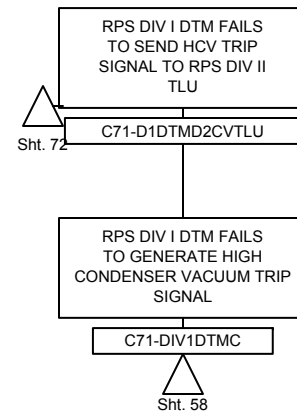 RPS DIV I DTM FAILS
TO SEND HCV TRIP
SIGNAL TO RPS DIV II
TLU
C71-D1DTMD2CVTLU
Sht. 72
RPS DIV I DTM FAILS
TO GENERATE HIGH
CONDENSER VACUUM TRIP
SIGNAL
C71-DIV1DTMC
Sht. 58